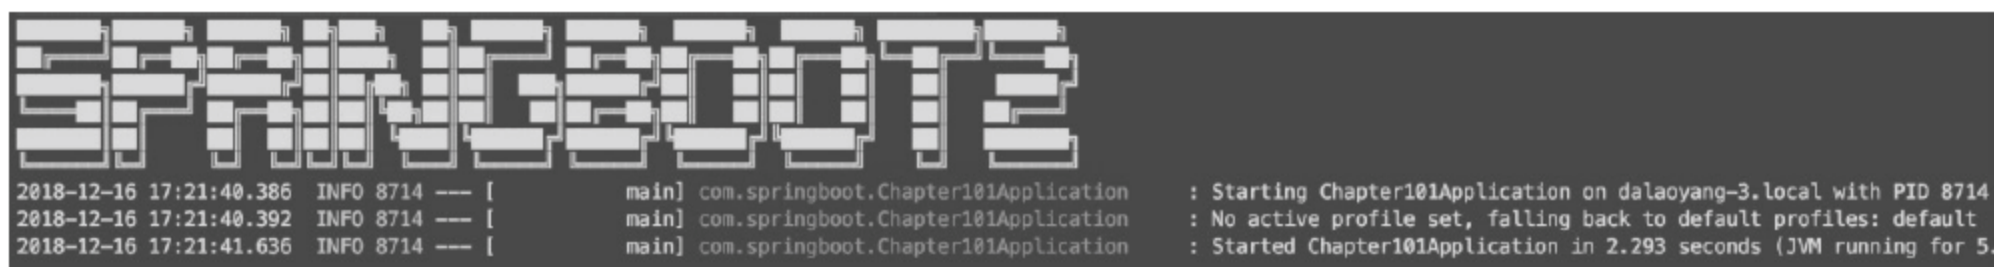 SPRINGBOOT2
2018-12-16 17:21:40.386  INFO 8714 --- [           main] com.springboot.Chapter101Application     : Starting Chapter101Application on dalaoyang-3.local with PID 8714
2018-12-16 17:21:40.392  INFO 8714 --- [           main] com.springboot.Chapter101Application     : No active profile set, falling back to default profiles: default
2018-12-16 17:21:41.636  INFO 8714 --- [           main] com.springboot.Chapter101Application     : Started Chapter101Application in 2.293 seconds (JVM running for 5.